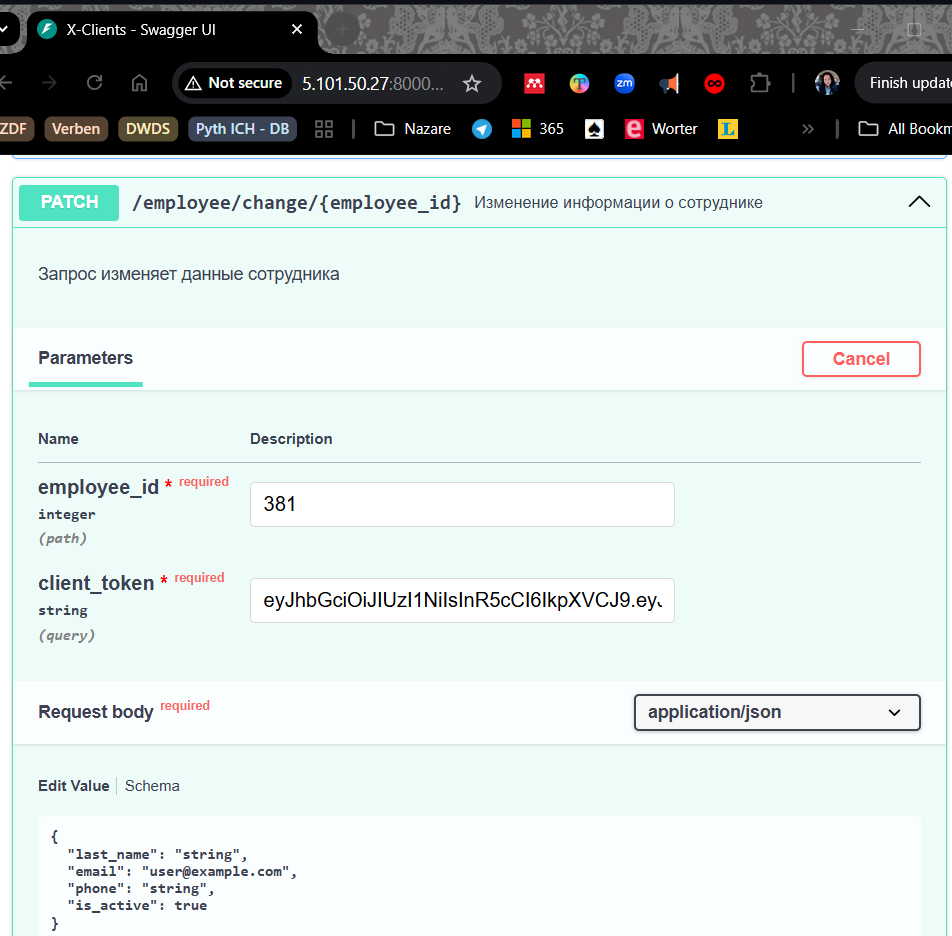 X-Clients - Swagger UI
Not secure 5.101.50.27:8000... zm Finish update
ZDF Verben DWDS Pyth ICH - DB Nazare 365 e Worter L » All Bookm
PATCH /employee/change/{employee_id} Изменение информации о сотруднике
Запрос изменяет данные сотрудника
Parameters Cancel
Name Description
employee_id * required 381
integer
(path)
client_token * required eyJhbGciOiJIUzI1NiIsInR5cCI6IkpXVCJ9.eyJ
string
(query)
Request body required application/json
Edit Value Schema
{
"last_name": "string",
"email": "user@example.com",
"phone": "string",
"is_active": true
}